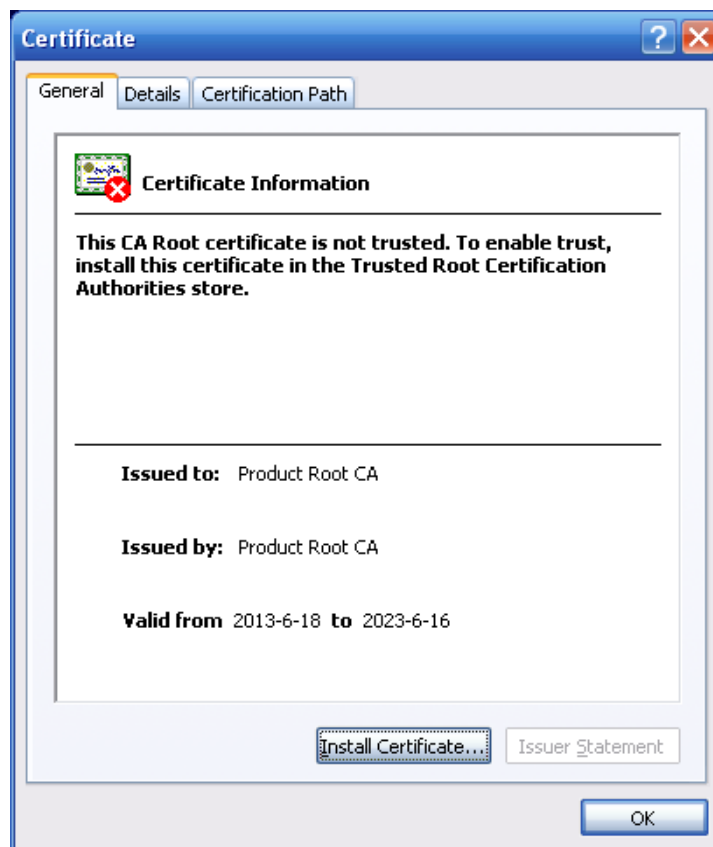 Certificate
General Details Certification Path
Certificate Information
This CA Root certificate is not trusted. To enable trust,
install this certificate in the Trusted Root Certification
Authorities store.
Issued to: Product Root CA
Issued by: Product Root CA
Valid from 2013-6-18 to 2023-6-16
Install Certificate... Issuer Statement
OK